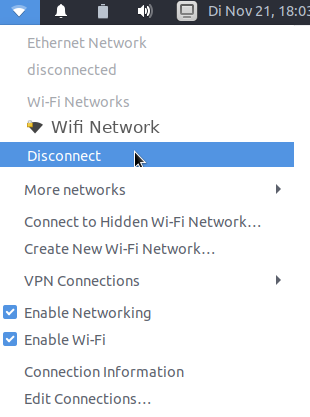 Di Nov 21, 18:03
Ethernet Network
disconnected
Wi-Fi Networks
Wifi Network
Disconnect
More networks
Connect to Hidden Wi-Fi Network…
Create New Wi-Fi Network…
VPN Connections
Enable Networking
Enable Wi-Fi
Connection Information
Edit Connections…